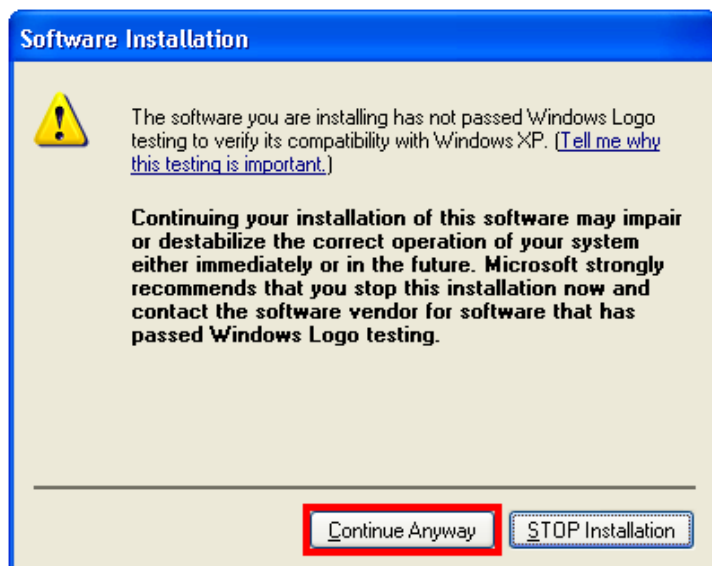 Software Installation
The software you are installing has not passed Windows Logo
testing to verify its compatibility with Windows XP. (Tell me why
this testing is important.)
Continuing your installation of this software may impair
or destabilize the correct operation of your system
either immediately or in the future. Microsoft strongly
recommends that you stop this installation now and
contact the software vendor for software that has
passed Windows Logo testing.
Continue Anyway
STOP Installation